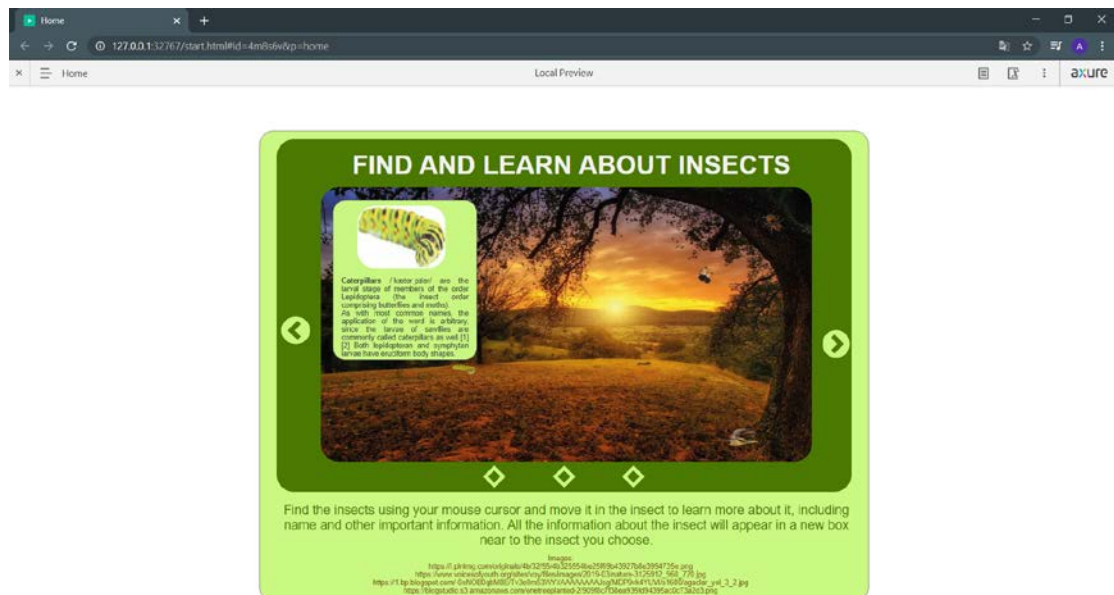 Home
127.0.0.1:32767/start.html#id=4m8s6v&p=home
A
Home
Local Preview
axure
FIND AND LEARN ABOUT INSECTS
Caterpillars are the
larval stage of members of the order
Lepidoptera (the insect order
comprising butterflies and moths).
As with most common names, the
application of the word is arbitrary,
since the larvae of sawflies are
commonly called caterpillars as well.[1]
[2] Both lepidopteran and symphytan
larvae have eruciform body shapes.
Find the insects using your mouse cursor and move it in the insect to learn more about it, including
name and other important information. All the information about the insect will appear in a new box
near to the insect you choose.
Images: